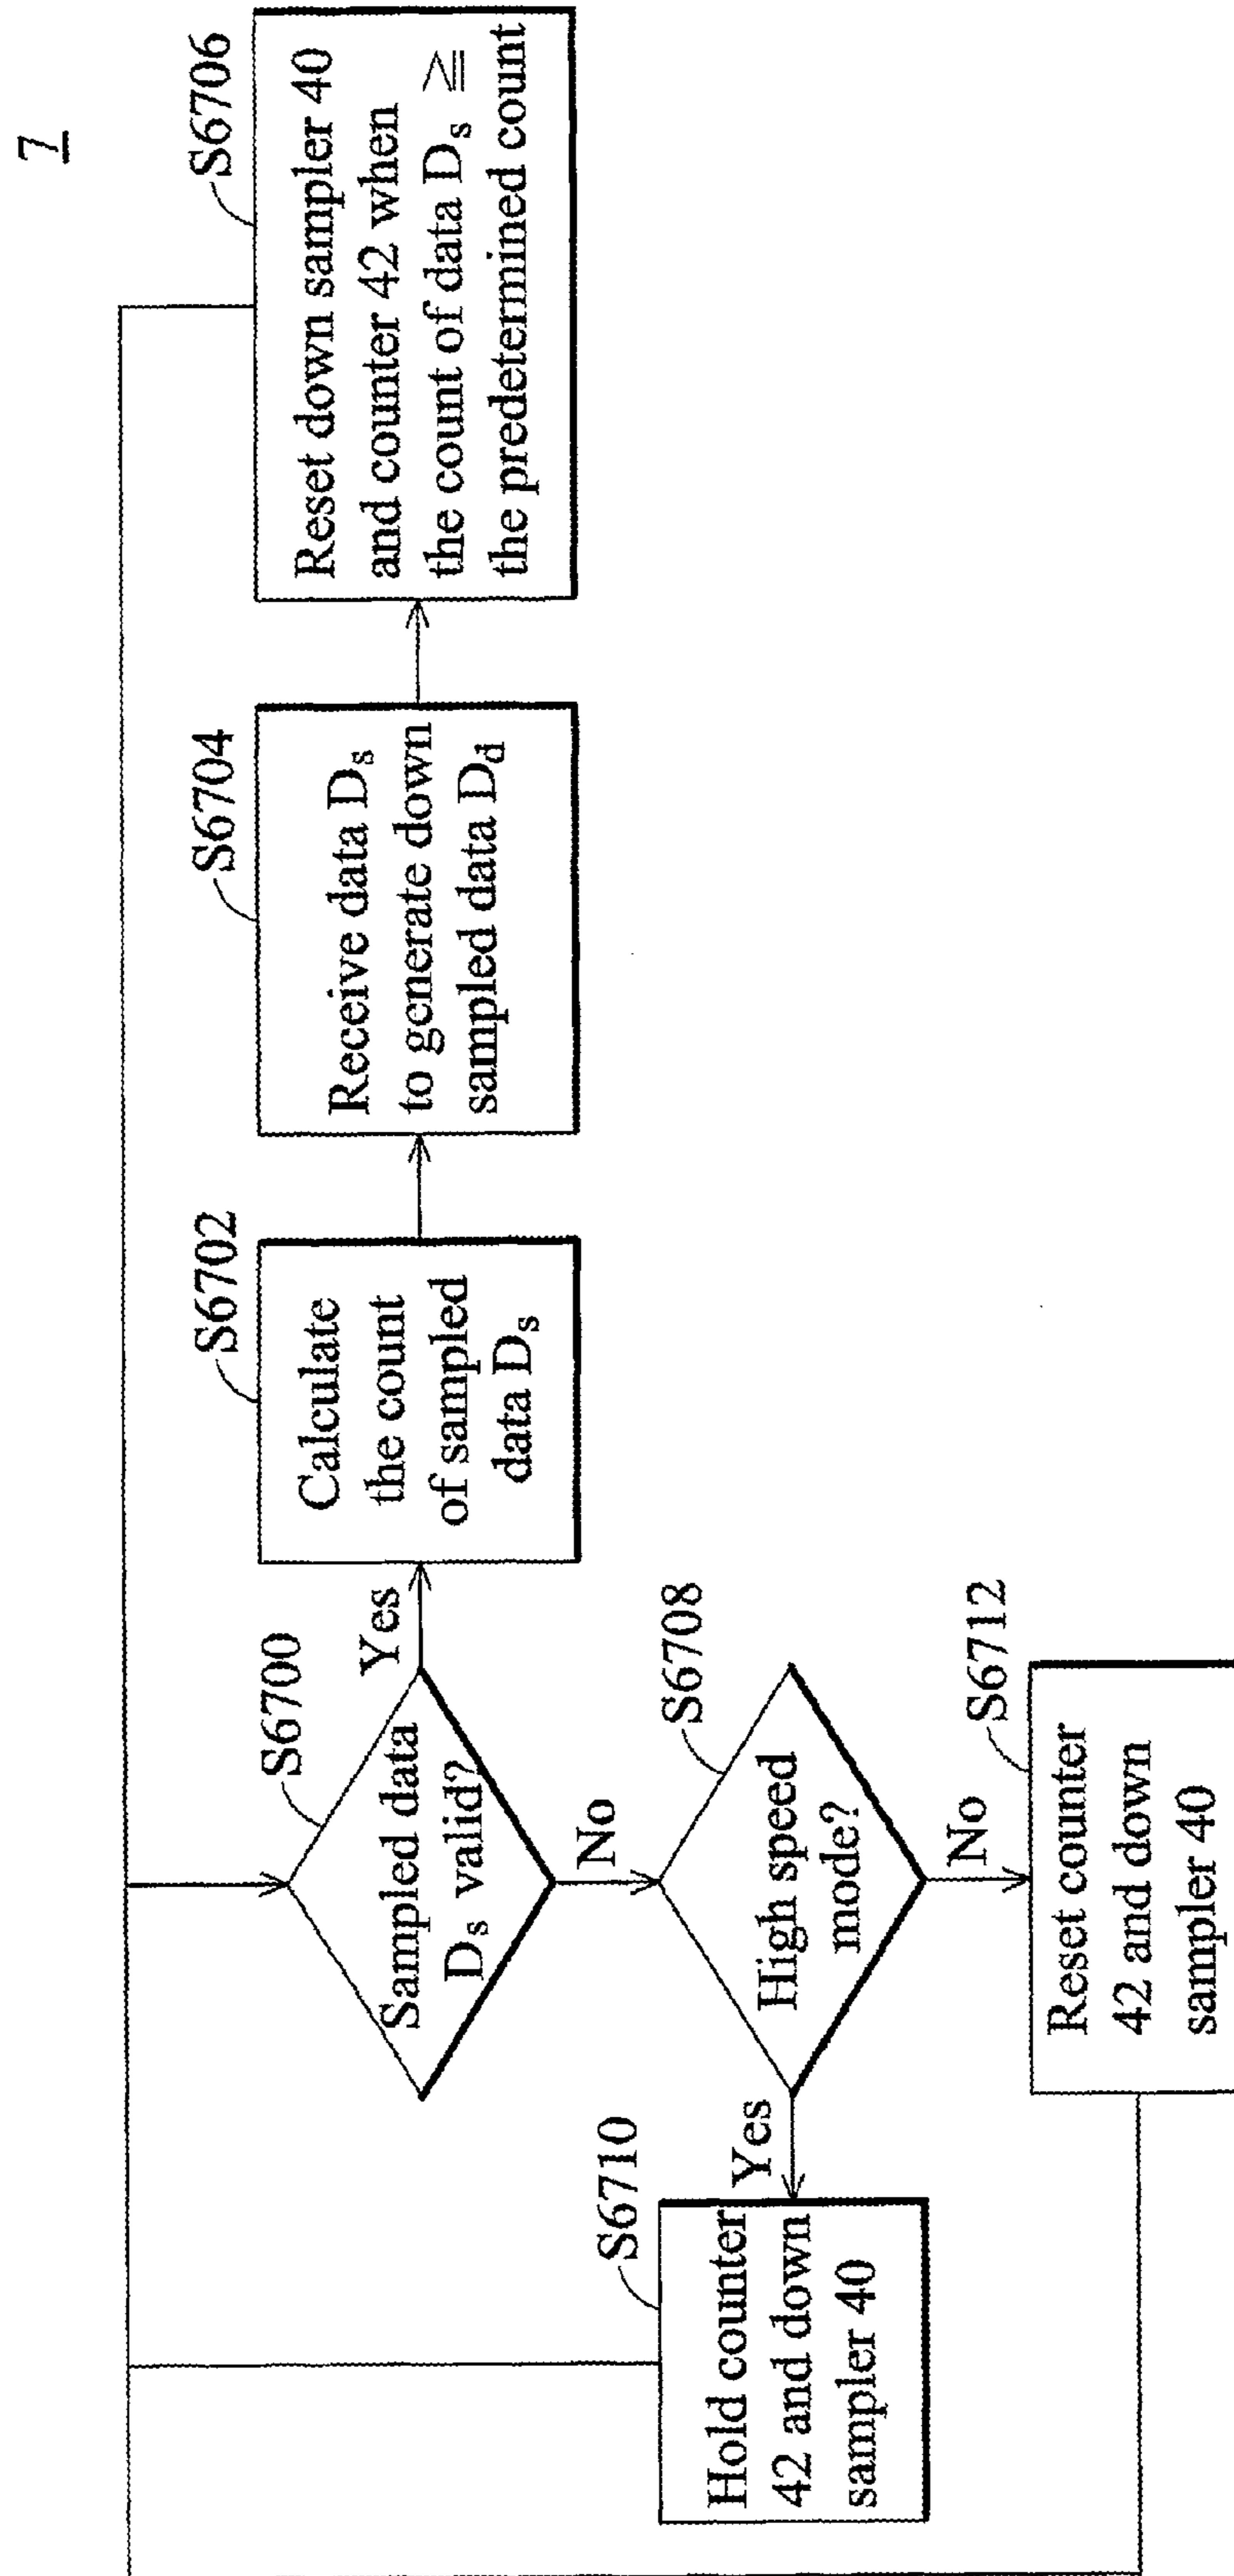 7
S6700
Sampled data
Dₛ valid?
Yes
No
S6702
Calculate
the count
of sampled
data Dₛ
S6704
Receive data Dₛ
to generate down
sampled data D_d
S6706
Reset down sampler 40
and counter 42 when
the count of data Dₛ ≧
the predetermined count
S6708
High speed
mode?
Yes
No
S6710
Hold counter
42 and down
sampler 40
S6712
Reset counter
42 and down
sampler 40